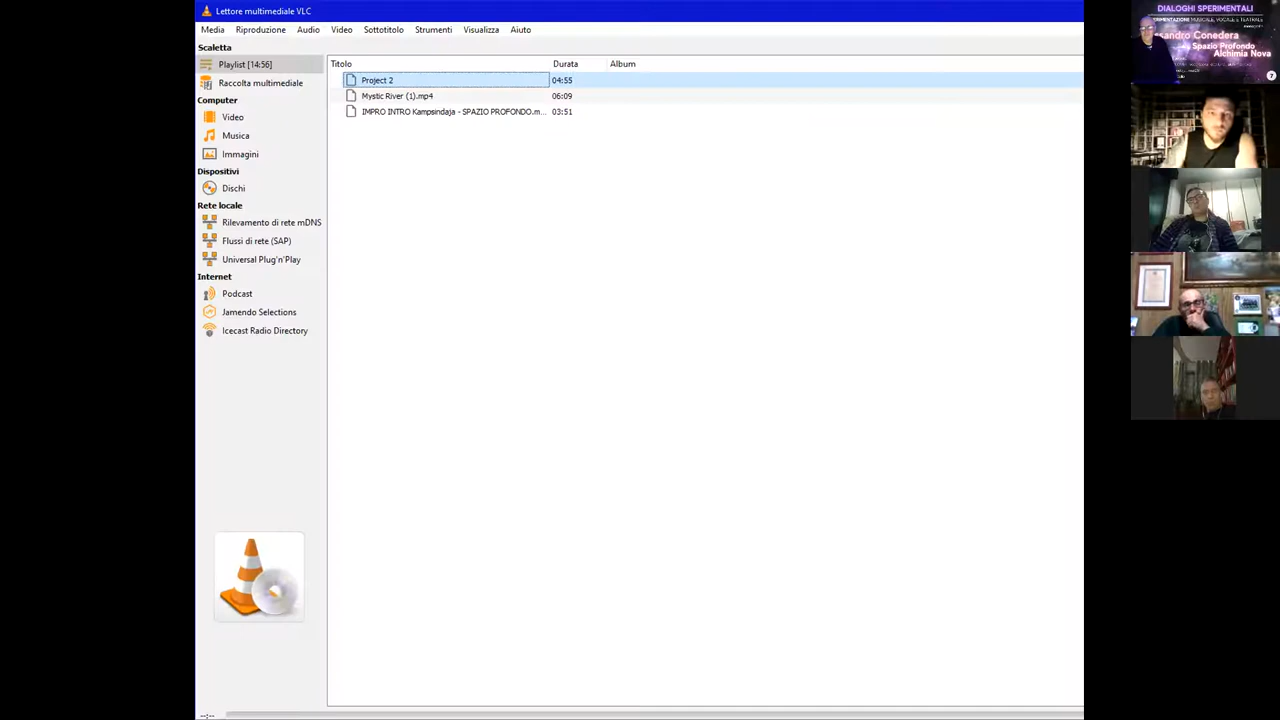 Lettore multimediale VLC
Media Riproduzione Audio Video Sottotitolo Strumenti Visualizza Aiuto
Scaletta
Playlist [14:56]
Raccolta multimediale
Computer
Video
Musica
Immagini
Dispositivi
Dischi
Rete locale
Rilevamento di rete mDNS
Flussi di rete (SAP)
Universal Plug'n'Play
Internet
Podcast
Jamendo Selections
Icecast Radio Directory
Titolo Durata Album
Project 2 04:55
Mystic River (1).mp4 06:09
IMPRO INTRO Kampsindaja - SPAZIO PROFONDO.m... 03:51
--:--
DIALOGHI SPERIMENTALI
MUSICALE, VOCALE E TEATRALE
Conedera
Spazio Profondo
Alchimia Nova